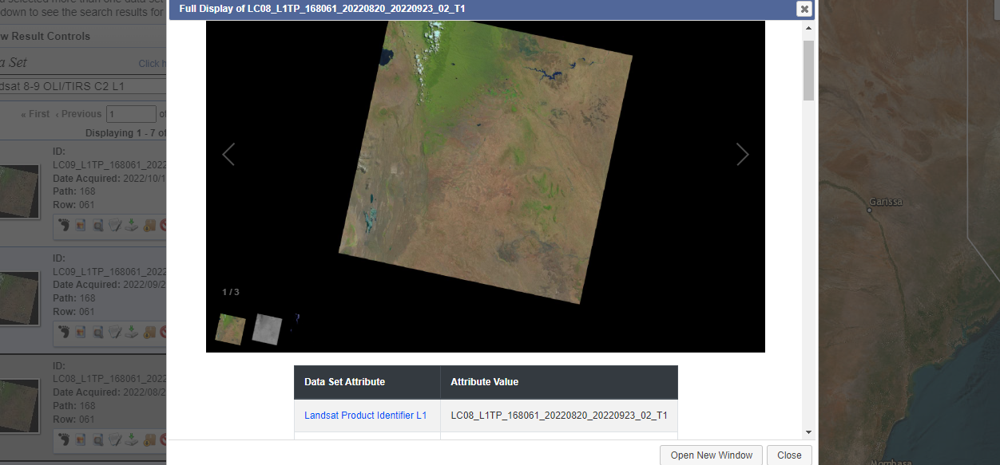 Full Display of LC08_L1TP_168061_20220820_20220923_02_T1
selected more than one data set
down to see the search results for
w Result Controls
a Set
Click h
dsat 8-9 OLI/TIRS C2 L1
« First ‹ Previous 1 of
Displaying 1 - 7 of
ID:
LC09_L1TP_168061_2022
Date Acquired: 2022/10/1
Path: 168
Row: 061
ID:
LC09_L1TP_168061_2022
Date Acquired: 2022/09/2
Path: 168
Row: 061
ID:
LC08_L1TP_168061_2022
Date Acquired: 2022/08/2
Path: 168
Row: 061
1 / 3
Data Set Attribute Attribute Value
Landsat Product Identifier L1 LC08_L1TP_168061_20220820_20220923_02_T1
Open New Window Close
Garissa
Mombasa